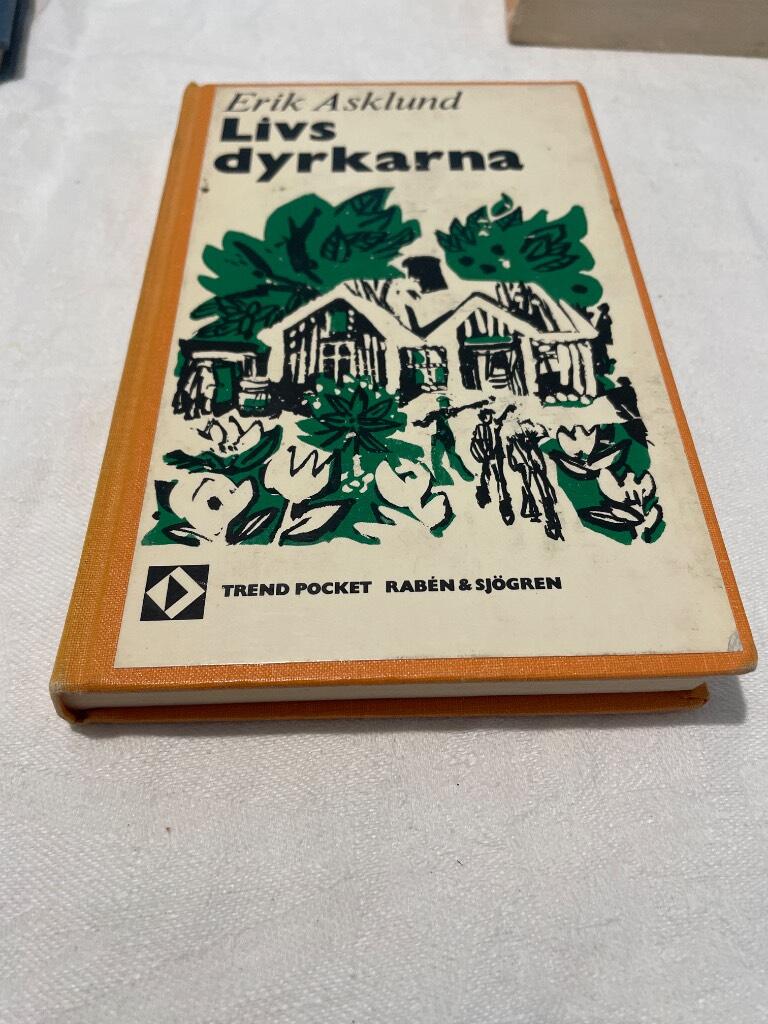 Erik Asklund
Livs
dyrkarna
TREND POCKET RABÉN & SJÖGREN